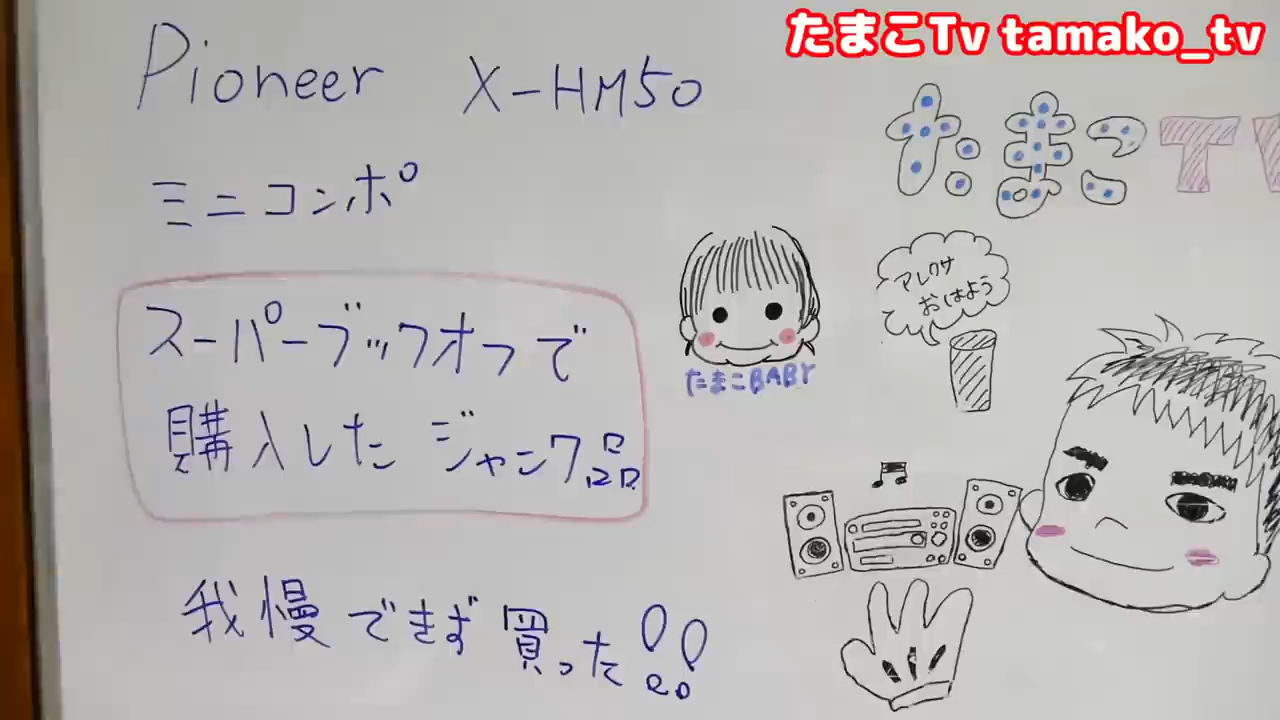 たまこTv tamako_tv
Pioneer X-HM50
たまこTV
ミニコンポ
アレクサ
おはよう
スーパーブックオフで
購入したジャンク品
たまこBABY
我慢できず買った!!